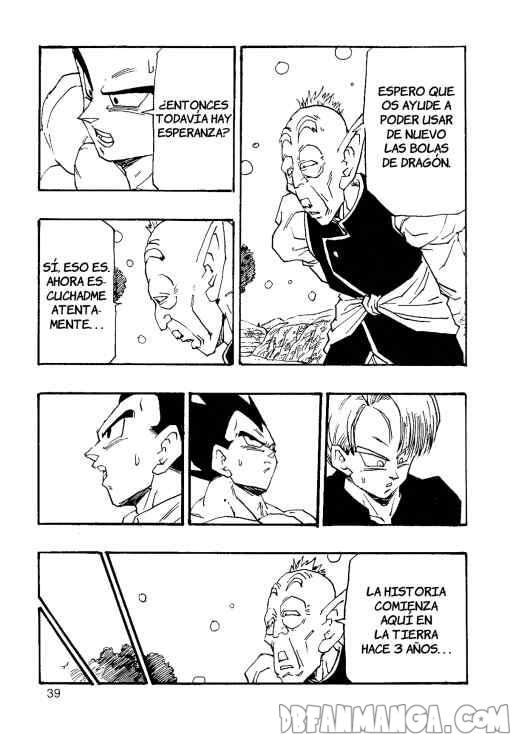 ESPERO QUE
OS AYUDE A
PODER USAR
DE NUEVO
LAS BOLAS
DE DRAGÓN.
¿ENTONCES
TODAVÍA HAY
ESPERANZA?
SÍ, ESO ES.
AHORA ES-
CUCHADME
ATENTA-
MENTE...
LA HISTORIA
COMIENZA
AQUÍ EN
LA TIERRA
HACE 3 AÑOS...
39
DBFANMANGA.COM